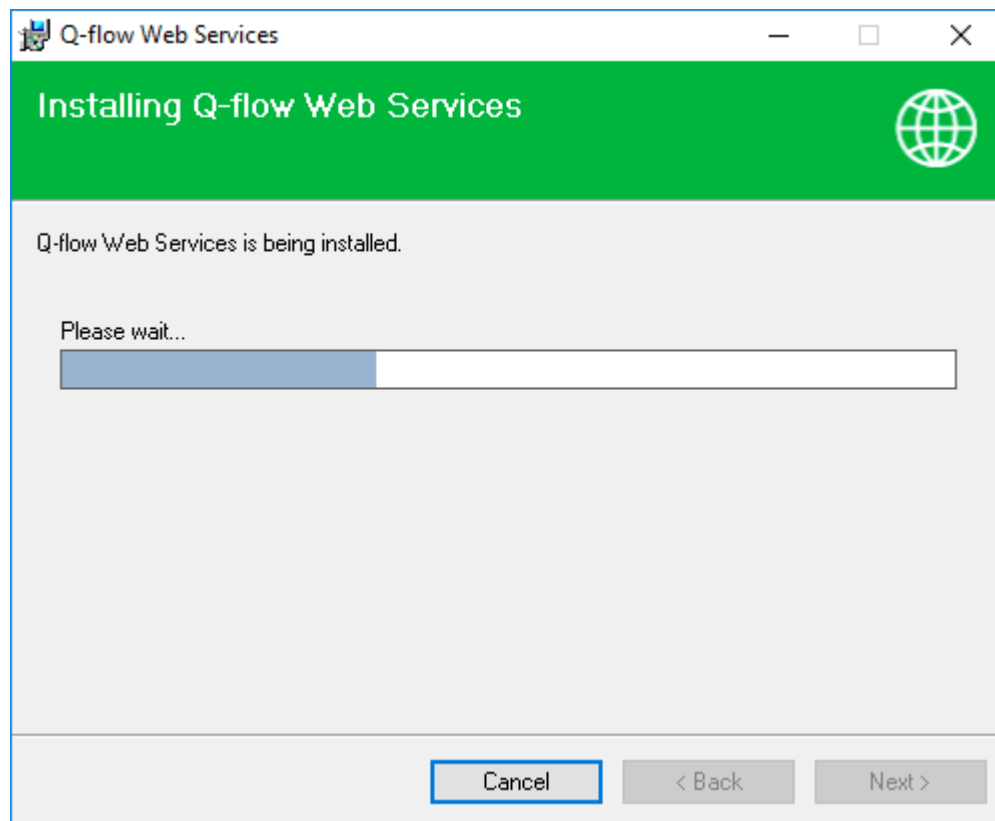 Q-flow Web Services
Installing Q-flow Web Services
Q-flow Web Services is being installed.
Please wait...
Cancel
< Back
Next >